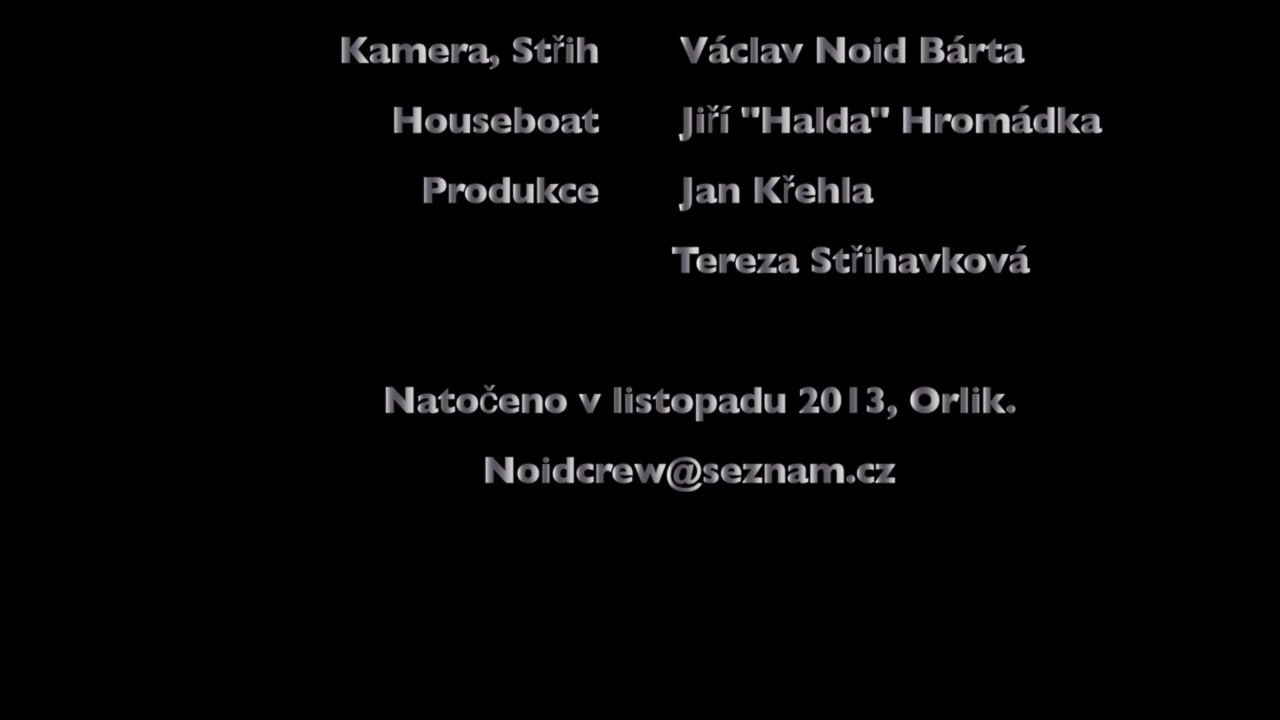 Kamera, Střih Václav Noid Bárta
Houseboat Jiří "Halda" Hromádka
Produkce Jan Křehla
Tereza Střihavková
Natočeno v listopadu 2013, Orlik.
Noidcrew@seznam.cz